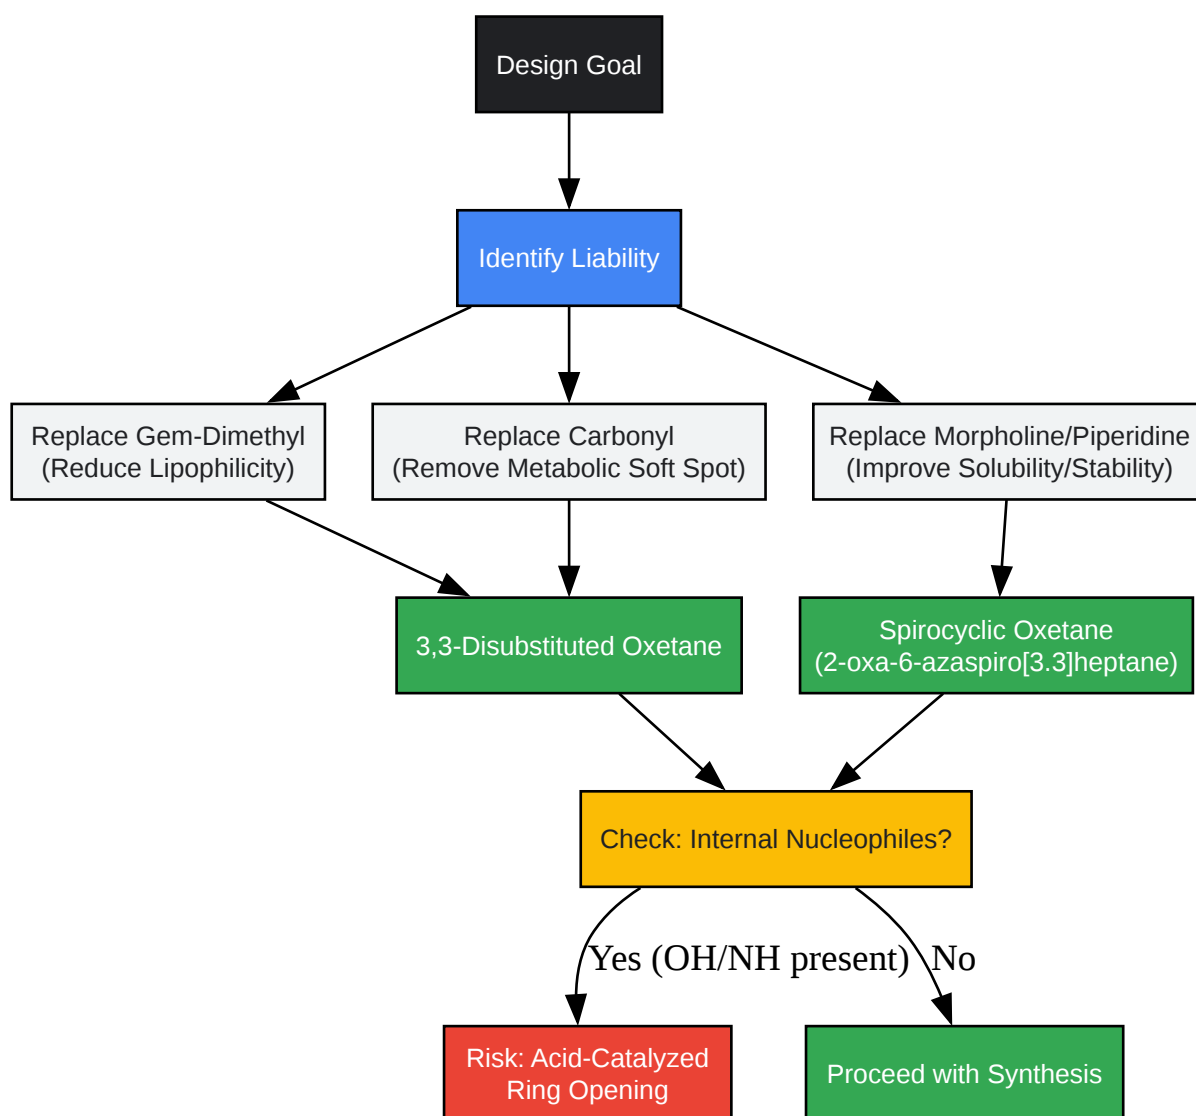 Design Goal
Identify Liability
Replace Gem-Dimethyl
(Reduce Lipophilicity)
Replace Carbonyl
(Remove Metabolic Soft Spot)
Replace Morpholine/Piperidine
(Improve Solubility/Stability)
3,3-Disubstituted Oxetane
Spirocyclic Oxetane
(2-oxa-6-azaspiro[3.3]heptane)
Check: Internal Nucleophiles?
Yes (OH/NH present)
No
Risk: Acid-Catalyzed
Ring Opening
Proceed with Synthesis